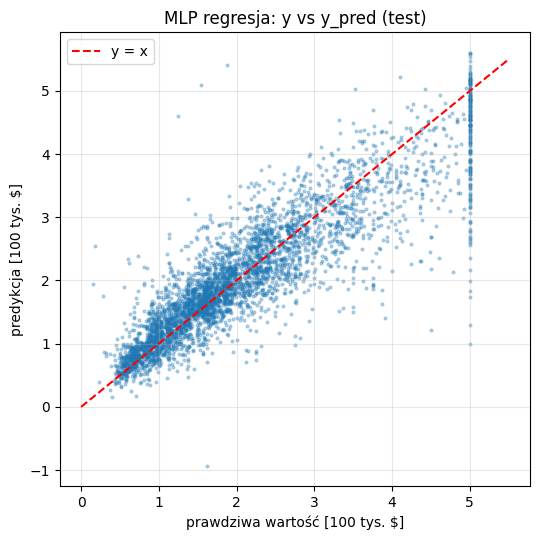 MLP regresja: y vs y_pred (test)
y = x
predykcja [100 tys. $]
5
4
3
2
1
0
−1
0 1 2 3 4 5
prawdziwa wartość [100 tys. $]